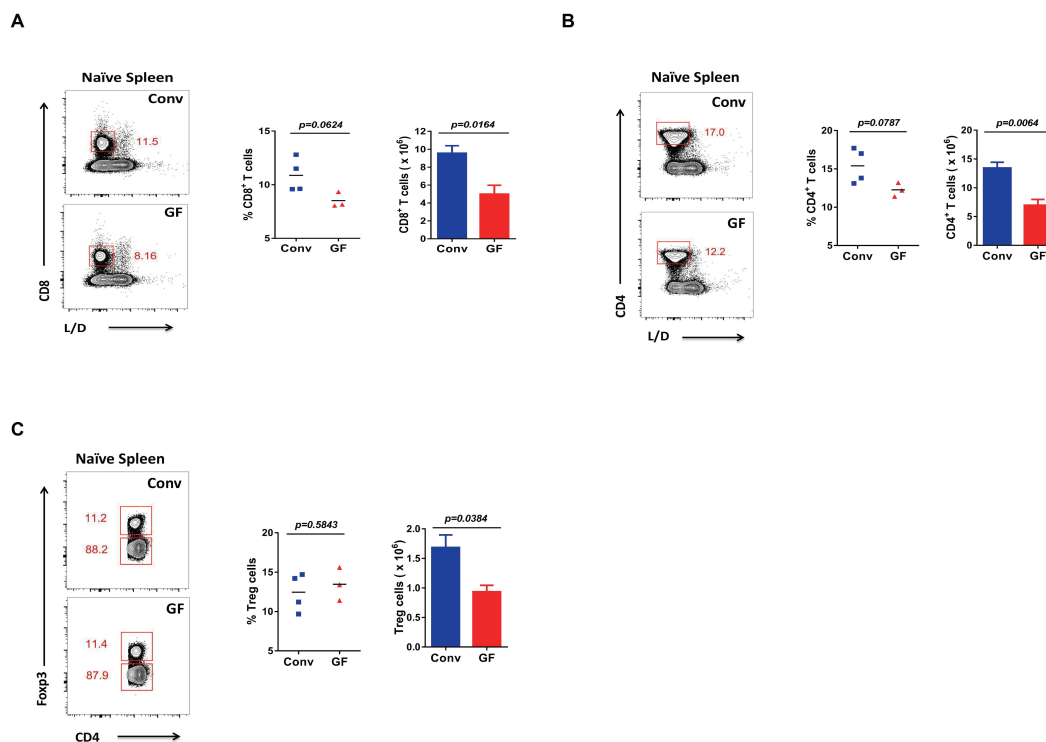 A
Naïve Spleen
Conv
11.5
GF
8.16
CD8
L/D
p=0.0624
% CD8+ T cells
15
10
5
Conv GF
p=0.0164
CD8+ T cells ( x 10^6)
12
10
8
6
4
2
0
Conv GF
B
Naïve Spleen
Conv
17.0
GF
12.2
CD4
L/D
p=0.0787
% CD4+ T cells
20
15
10
5
Conv GF
p=0.0064
CD4+ T cells ( x 10^6)
20
15
10
5
0
Conv GF
C
Naïve Spleen
Conv
11.2
88.2
GF
11.4
87.9
Foxp3
CD4
p=0.5843
% Treg cells
20
15
10
5
Conv GF
p=0.0384
Treg cells ( x 10^6)
2.0
1.5
1.0
0.5
0.0
Conv GF